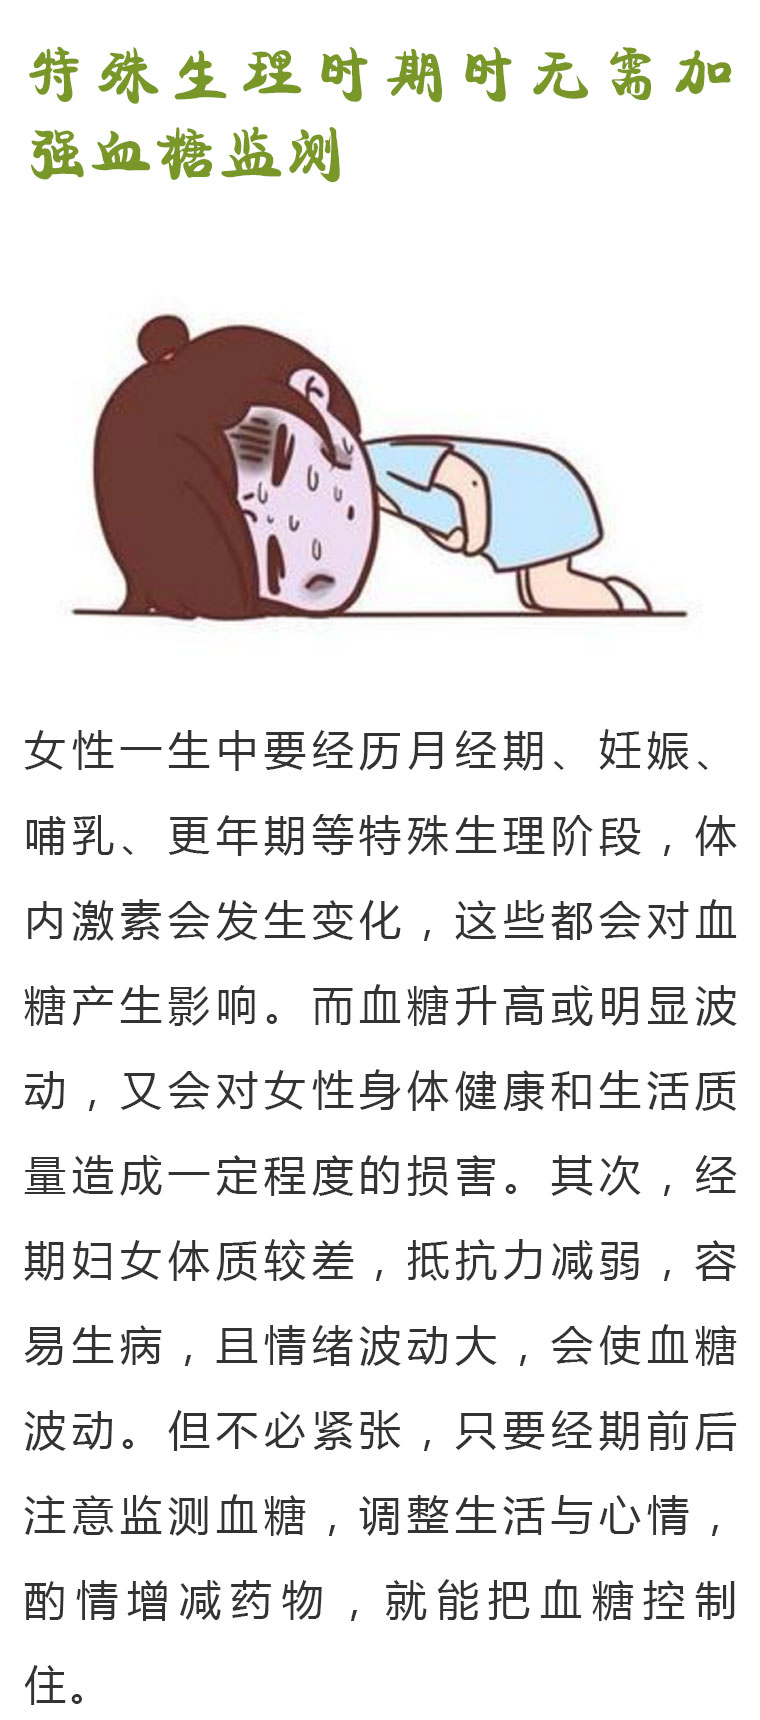 特殊生理时期时无需加
强血糖监测
女性一生中要经历月经期、妊娠、
哺乳、更年期等特殊生理阶段，体
内激素会发生变化，这些都会对血
糖产生影响。而血糖升高或明显波
动，又会对女性身体健康和生活质
量造成一定程度的损害。其次，经
期妇女体质较差，抵抗力减弱，容
易生病，且情绪波动大，会使血糖
波动。但不必紧张，只要经期前后
注意监测血糖，调整生活与心情，
酌情增减药物，就能把血糖控制
住。